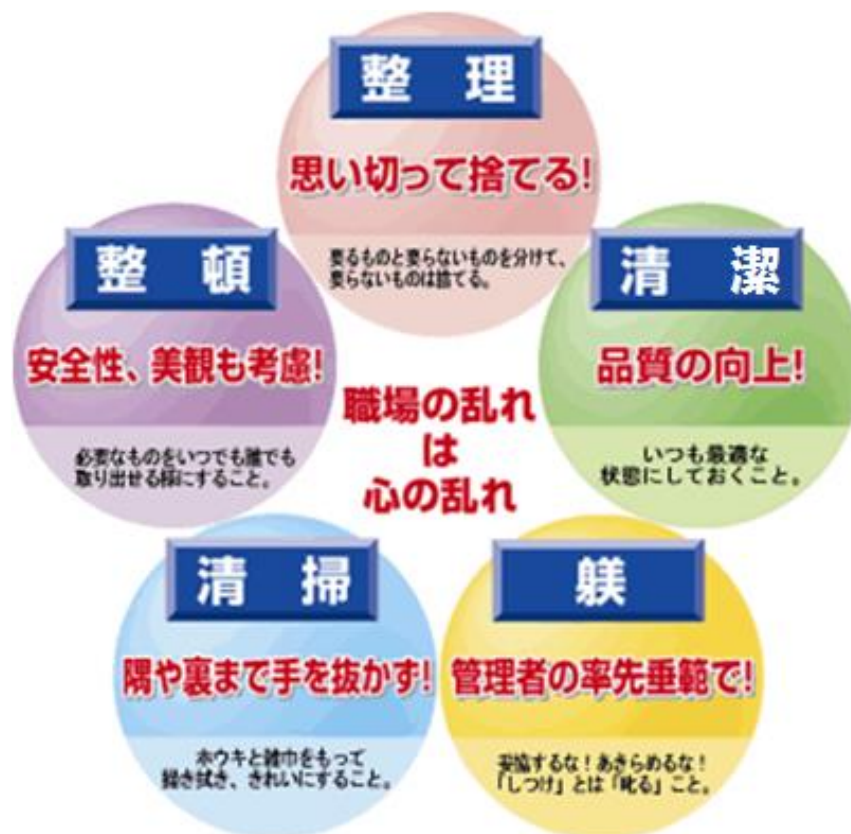 整理
思い切って捨てる!
要るものと要らないものを分けて、
要らないものは捨てる。
整頓
安全性、美観も考慮!
必要なものをいつでも誰でも
取り出せる様にすること。
清潔
品質の向上!
いつも最適な
状態にしておくこと。
職場の乱れ
は
心の乱れ
清掃
隅や裏まで手を抜かず!
ホウキと雑巾をもって
掃き拭き、きれいにすること。
躾
管理者の率先垂範で!
妥協するな!あきらめるな!
「しつけ」とは「叱る」こと。